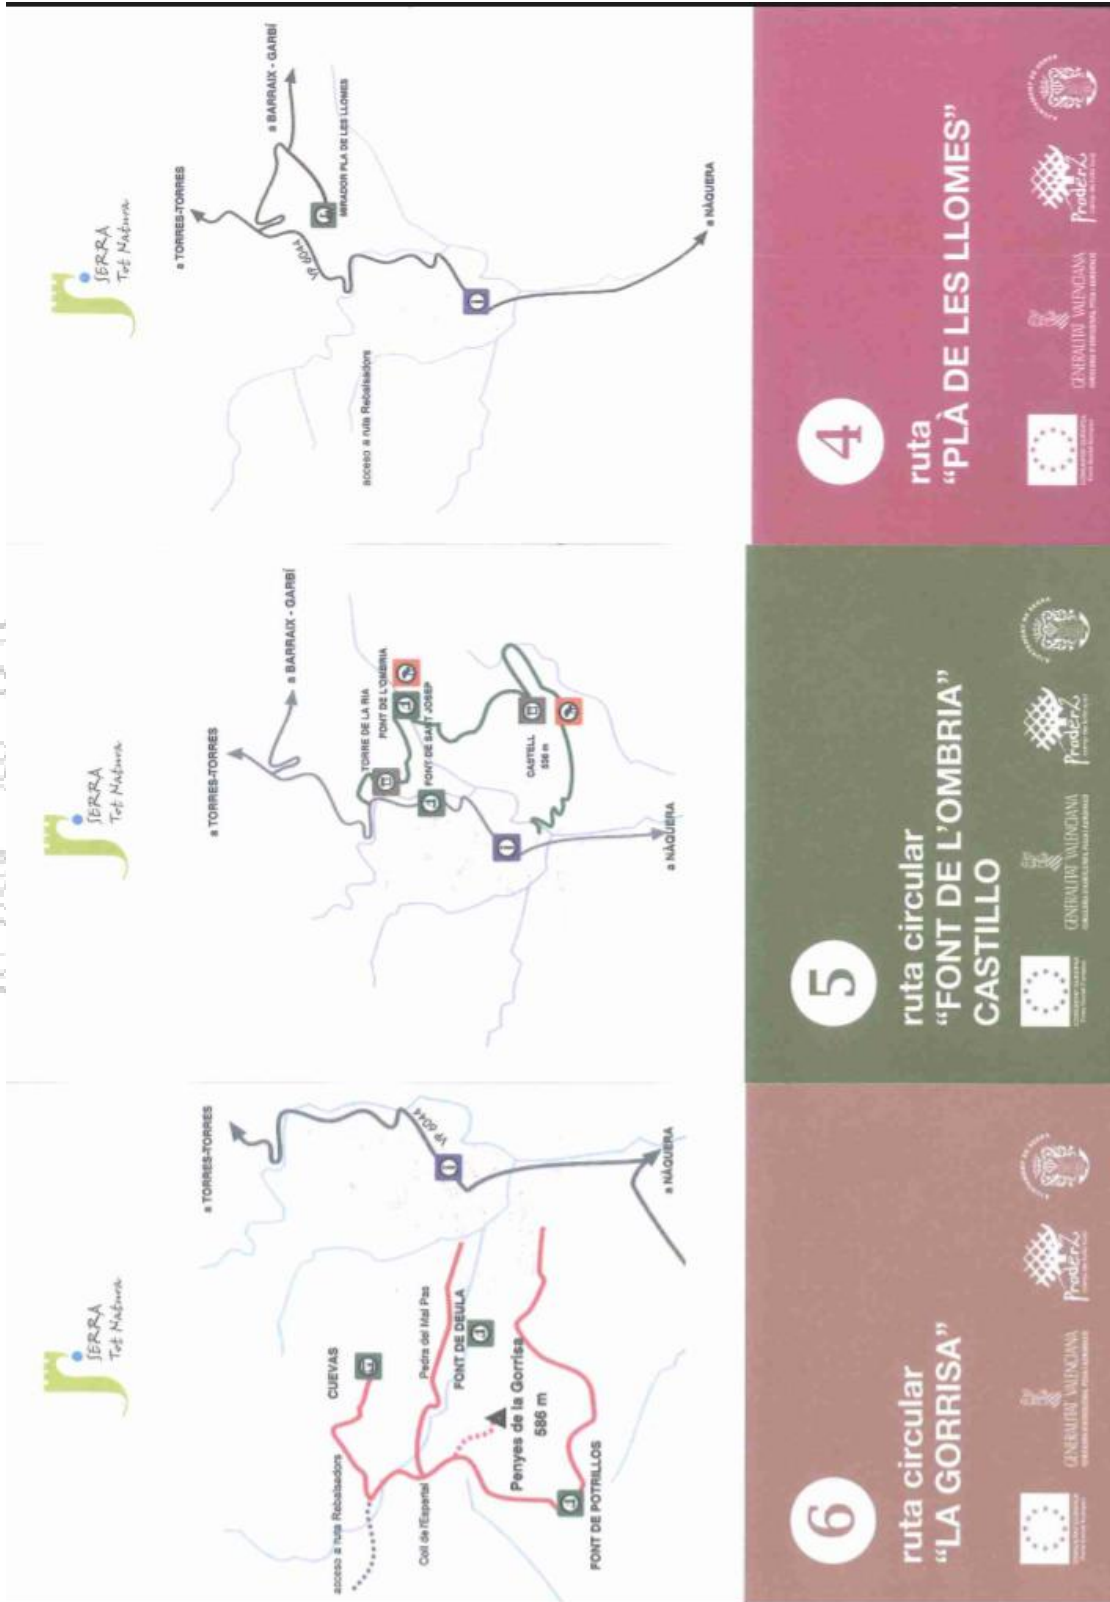 SERRA
Tot Natura
acceso a ruta Rebalsadors
CUEVAS
Coll de l'Espartal
Pedra del Mal Pas
FONT DE DEULA
Penyes de la Gorrisa
586 m
FONT DE POTRILLOS
a TORRES-TORRES
VP 6044
a NÀQUERA
6
ruta circular
“LA GORRISA”
GENERALITAT VALENCIANA
Proder2
SERRA
Tot Natura
a TORRES-TORRES
a BARRAIX - GARBÍ
TORRE DE LA RIA
FONT DE L'OMBRIA
FONT DE SANT JOSEP
CASTELL
536 m
a NÀQUERA
5
ruta circular
“FONT DE L’OMBRIA”
CASTILLO
GENERALITAT VALENCIANA
Proder2
SERRA
Tot Natura
a TORRES-TORRES
a BARRAIX - GARBÍ
VP 6044
MIRADOR PLA DE LES LLOMES
acceso a ruta Rebalsadors
a NÀQUERA
4
ruta
“PLÀ DE LES LLOMES”
GENERALITAT VALENCIANA
Proder2